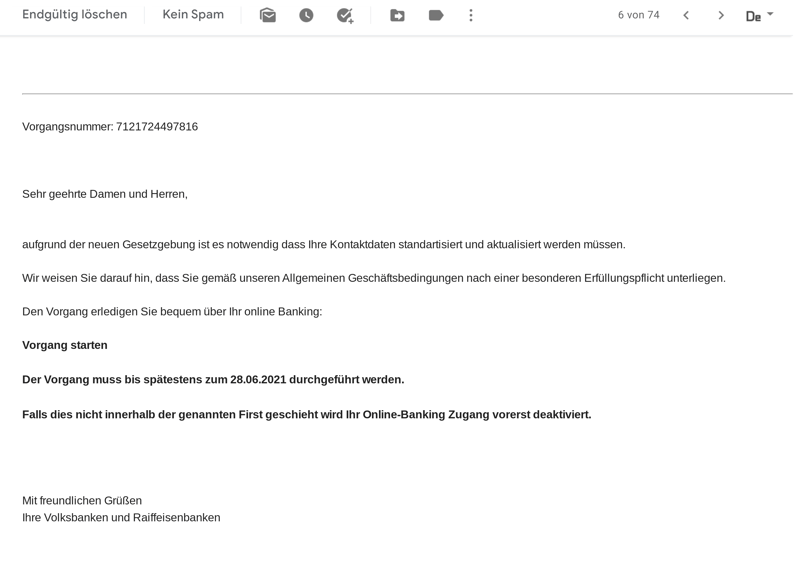 Endgültig löschen Kein Spam 6 von 74 De
Vorgangsnummer: 7121724497816
Sehr geehrte Damen und Herren,
aufgrund der neuen Gesetzgebung ist es notwendig dass Ihre Kontaktdaten standartisiert und aktualisiert werden müssen.
Wir weisen Sie darauf hin, dass Sie gemäß unseren Allgemeinen Geschäftsbedingungen nach einer besonderen Erfüllungspflicht unterliegen.
Den Vorgang erledigen Sie bequem über Ihr online Banking:
Vorgang starten
Der Vorgang muss bis spätestens zum 28.06.2021 durchgeführt werden.
Falls dies nicht innerhalb der genannten First geschieht wird Ihr Online-Banking Zugang vorerst deaktiviert.
Mit freundlichen Grüßen
Ihre Volksbanken und Raiffeisenbanken